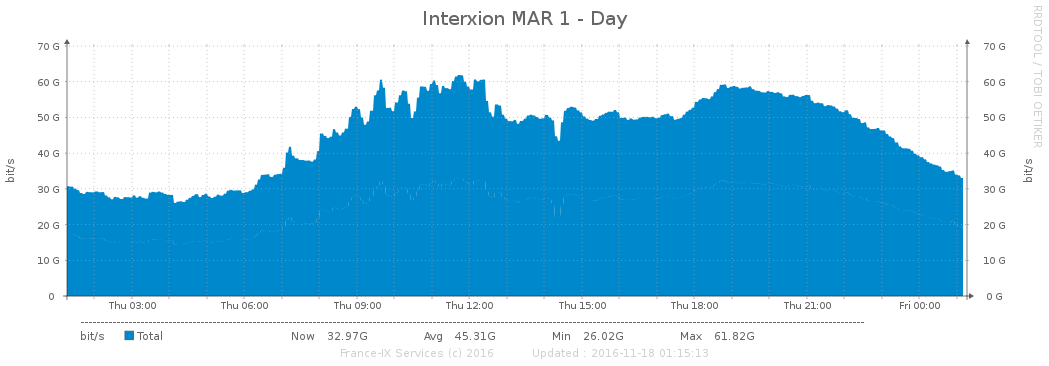 Interxion MAR 1 - Day
RRDTOOL / TOBI OETIKER
bit/s
70 G 70 G
60 G 60 G
50 G 50 G
40 G 40 G
30 G 30 G
20 G 20 G
10 G 10 G
0 0 G
bit/s
Thu 03:00 Thu 06:00 Thu 09:00 Thu 12:00 Thu 15:00 Thu 18:00 Thu 21:00 Fri 00:00
bit/s Total Now 32.97G Avg 45.31G Min 26.02G Max 61.82G
France-IX Services (c) 2016 Updated : 2016-11-18 01:15:13